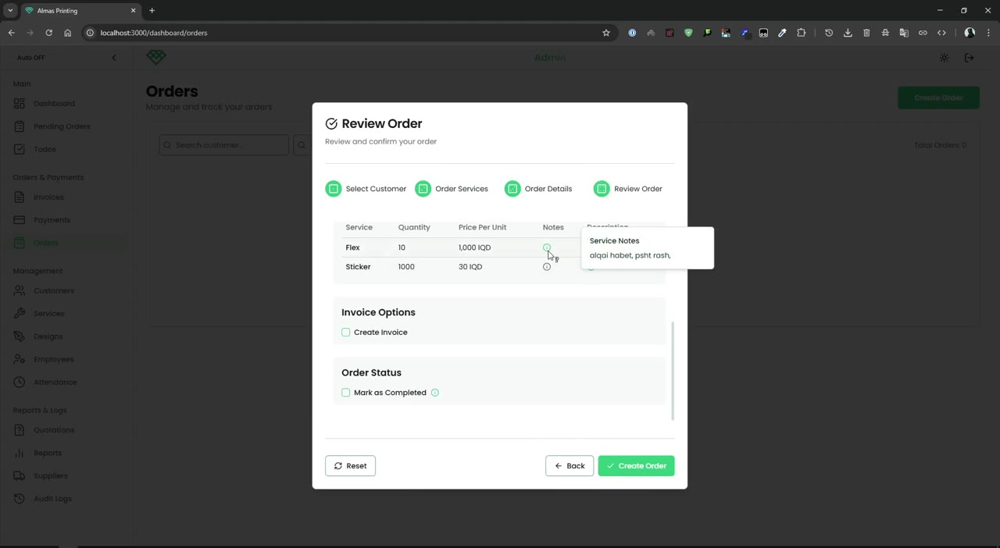 Almas Printing
localhost:3000/dashboard/orders
Auto OFF
Admin
Main
Dashboard
Pending Orders
Todos
Orders & Payments
Invoices
Payments
Orders
Management
Customers
Services
Designs
Employees
Attendance
Reports & Logs
Quotations
Reports
Suppliers
Audit Logs
Orders
Manage and track your orders
Create Order
Search customer...
Total Orders: 0
Review Order
Review and confirm your order
Select Customer Order Services Order Details Review Order
Service Quantity Price Per Unit Notes Description
Flex 10 1,000 IQD
Sticker 1000 30 IQD
Service Notes
alqai habet, psht rash,
Invoice Options
Create Invoice
Order Status
Mark as Completed
Reset
Back
Create Order